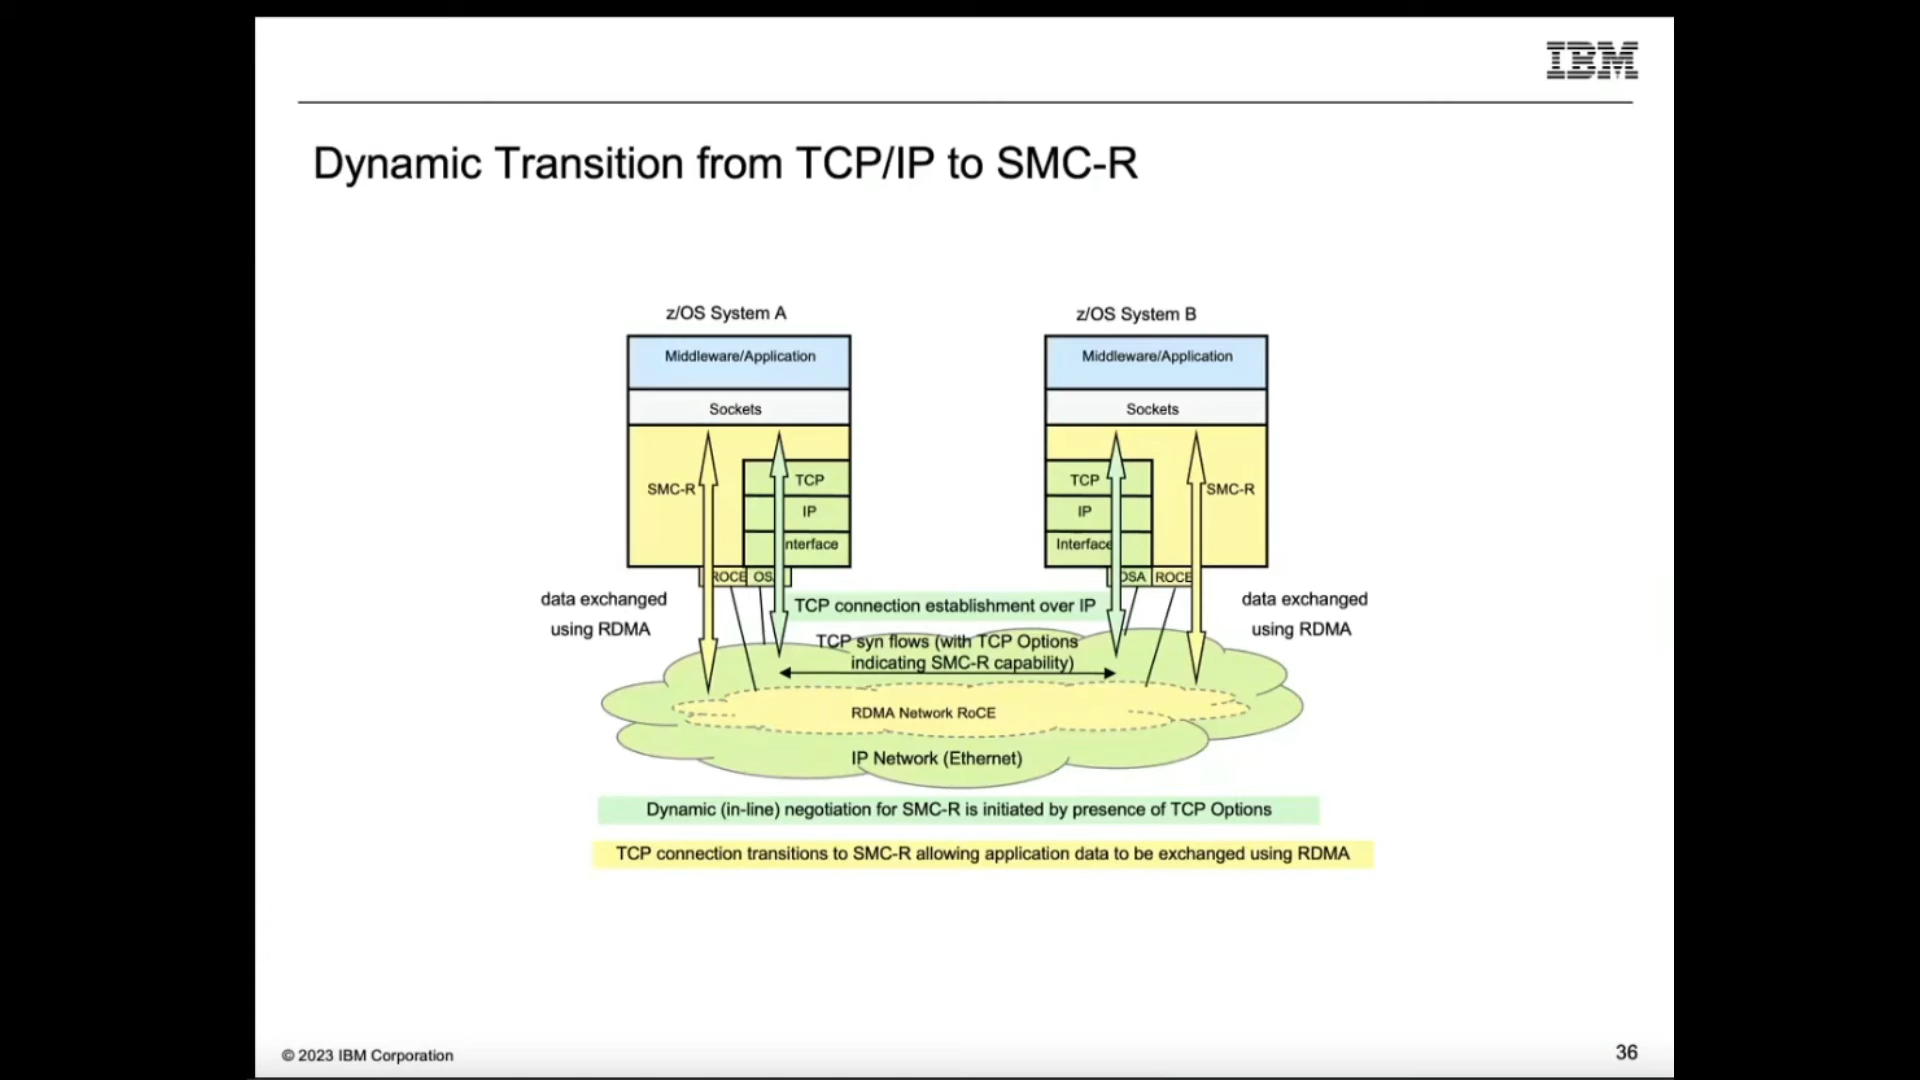 IBM
Dynamic Transition from TCP/IP to SMC-R
z/OS System A
z/OS System B
Middleware/Application
Middleware/Application
Sockets
Sockets
SMC-R
TCP
IP
nterface
TCP
IP
Interface
SMC-R
ROCE
OS
OSA
ROCE
data exchanged
using RDMA
TCP connection establishment over IP
data exchanged
using RDMA
TCP syn flows (with TCP Options
indicating SMC-R capability)
RDMA Network RoCE
IP Network (Ethernet)
Dynamic (in-line) negotiation for SMC-R is initiated by presence of TCP Options
TCP connection transitions to SMC-R allowing application data to be exchanged using RDMA
© 2023 IBM Corporation
36